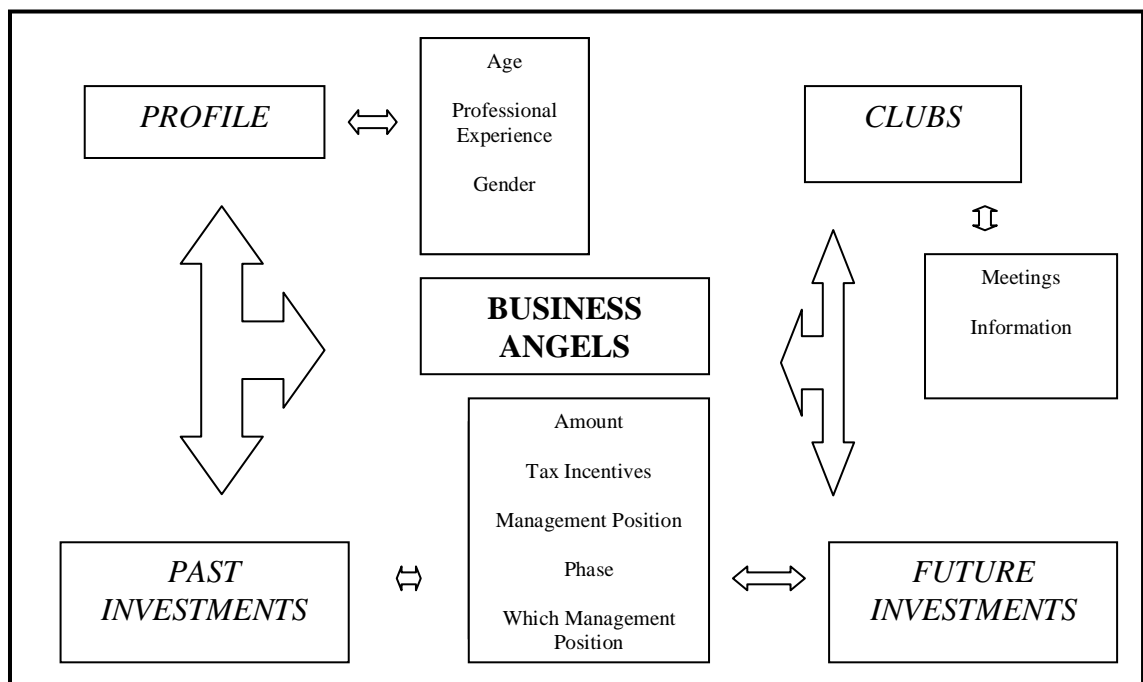 PROFILE
Age
Professional
Experience
Gender
CLUBS
Meetings
Information
BUSINESS
ANGELS
Amount
Tax Incentives
Management Position
Phase
Which Management
Position
PAST
INVESTMENTS
FUTURE
INVESTMENTS